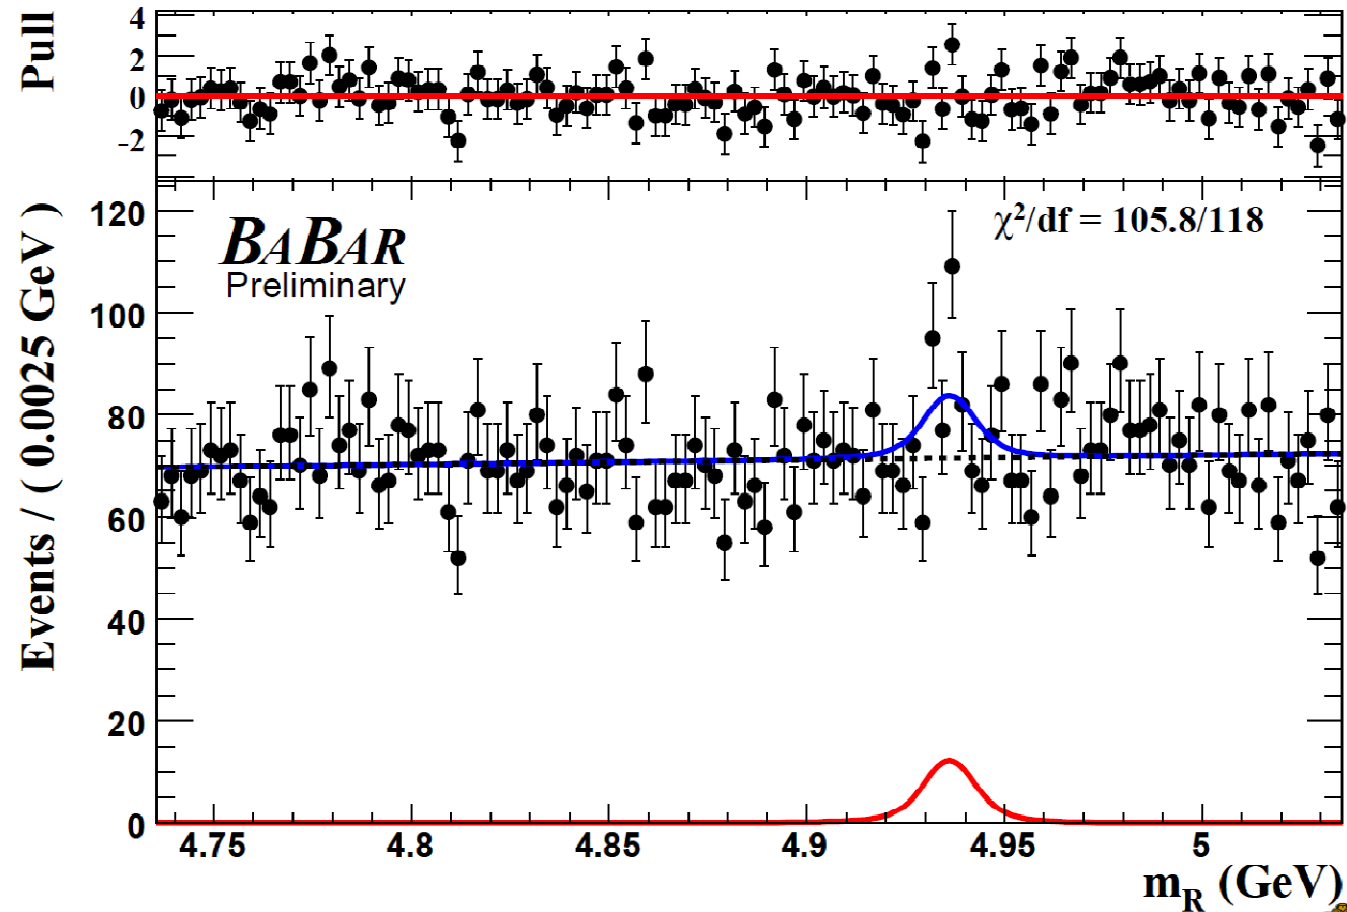 Pull
4
2
0
-2
Events / ( 0.0025 GeV )
120
100
80
60
40
20
0
BABAR
Preliminary
χ²/df = 105.8/118
4.75 4.8 4.85 4.9 4.95 5
m_R (GeV)